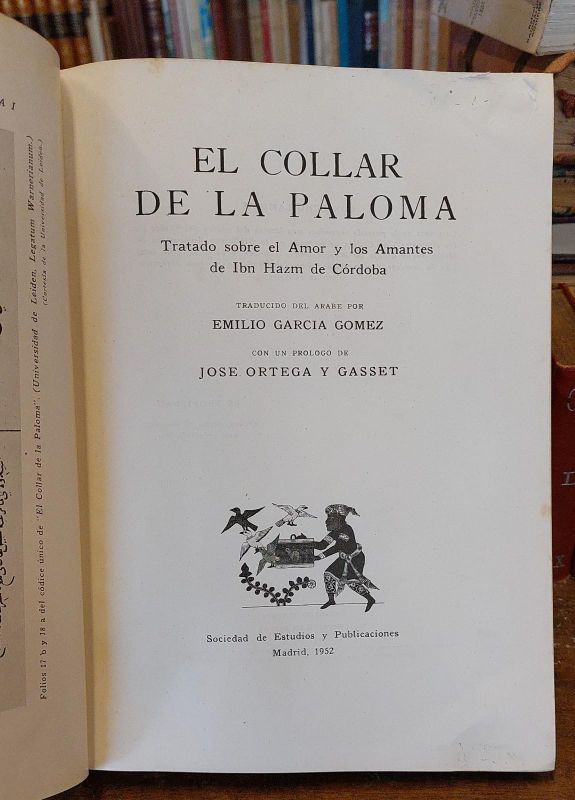 EL COLLAR
DE LA PALOMA
Tratado sobre el Amor y los Amantes
de Ibn Hazm de Córdoba
TRADUCIDO DEL ARABE POR
EMILIO GARCIA GOMEZ
CON UN PROLOGO DE
JOSE ORTEGA Y GASSET
Sociedad de Estudios y Publicaciones
Madrid, 1952
Folios 17 b y 18 a del códice único de "El Collar de la Paloma". (Universidad de Leiden. Legatum Warnerianum.)
(Cortesía de la Universidad de Leiden.)